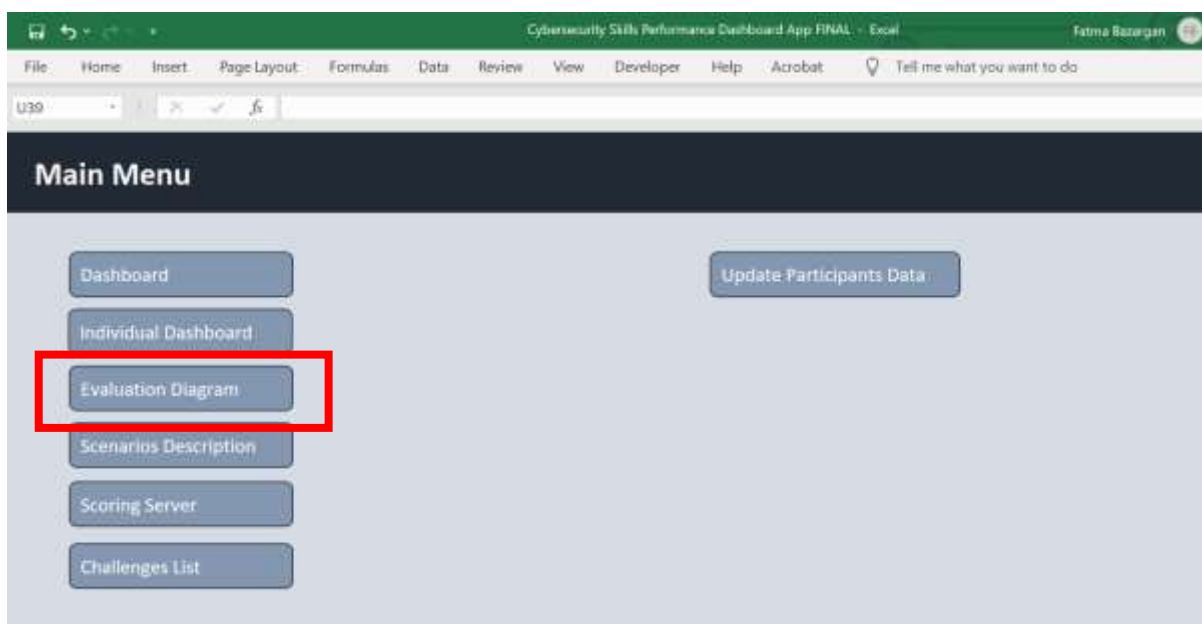 Cybersecurity Skills Performance Dashboard App FINAL - Excel Fatma Bazargan
File Home Insert Page Layout Formulas Data Review View Developer Help Acrobat Tell me what you want to do
U39 fx
Main Menu
Dashboard Update Participants Data
Individual Dashboard
Evaluation Diagram
Scenarios Description
Scoring Server
Challenges List